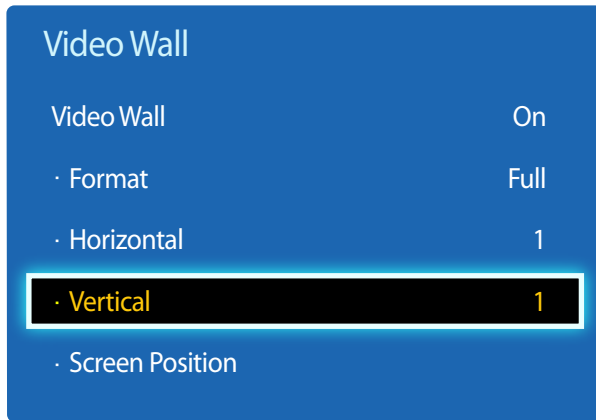 Video Wall
Video Wall On
· Format Full
· Horizontal 1
· Vertical 1
· Screen Position